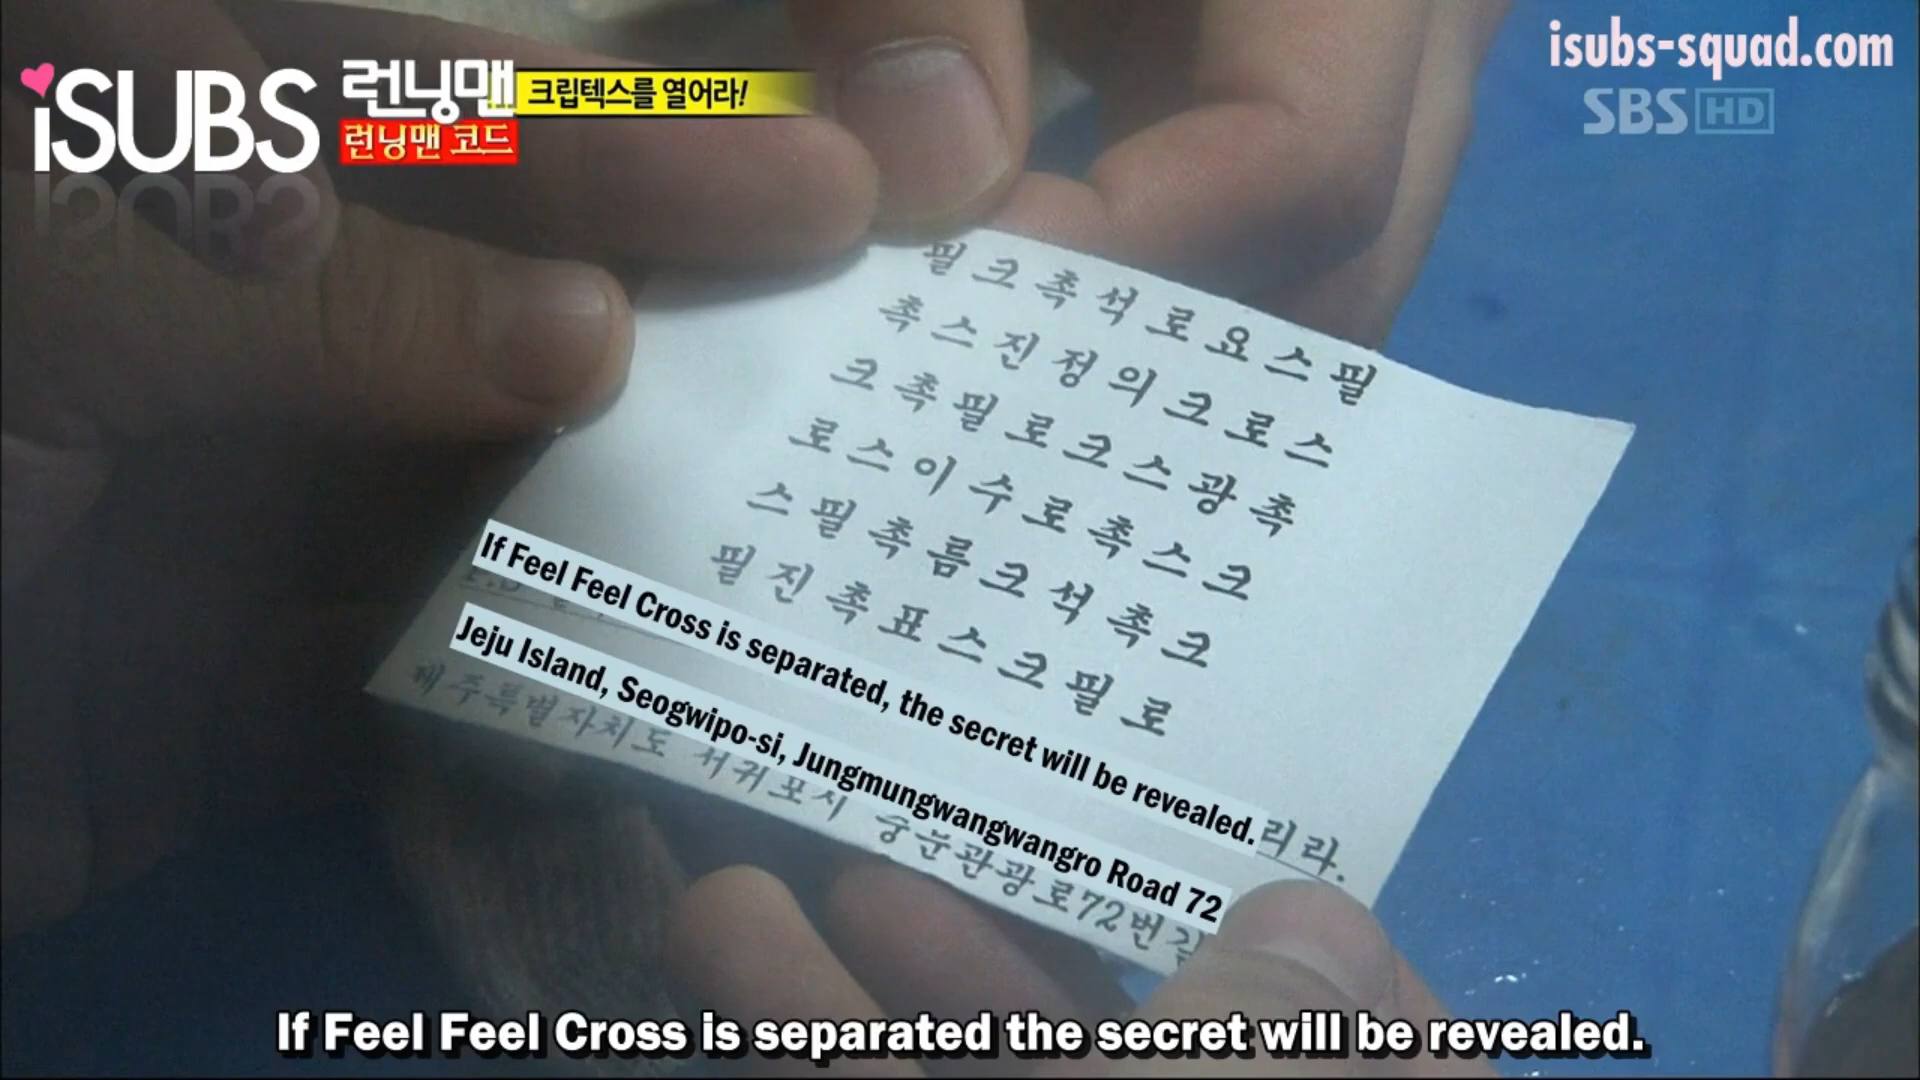 isubs-squad.com
iSUBS
런닝맨
크립텍스를 열어라!
런닝맨 코드
SBS HD
필크촉석로요스필
촉스진정의크로스
크촉필로크스광촉
로스이수로촉스크
스필촉름크석촉크
필진촉표스크필로
If Feel Feel Cross is separated, the secret will be revealed.
리라.
Jeju Island, Seogwipo-si, Jungmungwangwangro Road 72
제주특별자치도 서귀포시 중문관광로72번길
If Feel Feel Cross is separated the secret will be revealed.